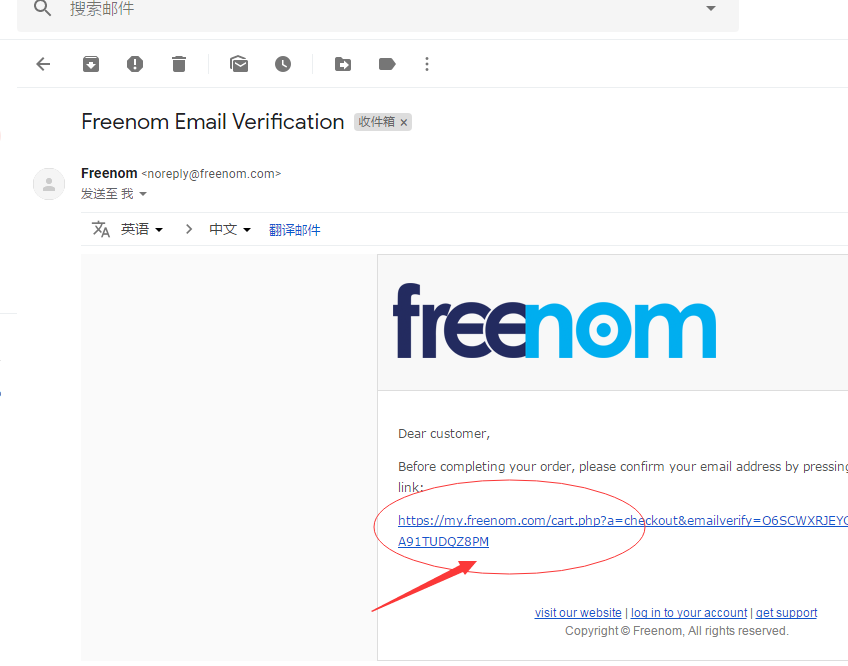 搜索邮件
Freenom Email Verification 收件箱 ×
Freenom <noreply@freenom.com>
发送至 我
英语 > 中文 翻译邮件
freenom
Dear customer,
Before completing your order, please confirm your email address by pressing
link:
https://my.freenom.com/cart.php?a=checkout&emailverify=O6SCWXRJEY
A91TUDQZ8PM
visit our website | log in to your account | get support
Copyright © Freenom, All rights reserved.